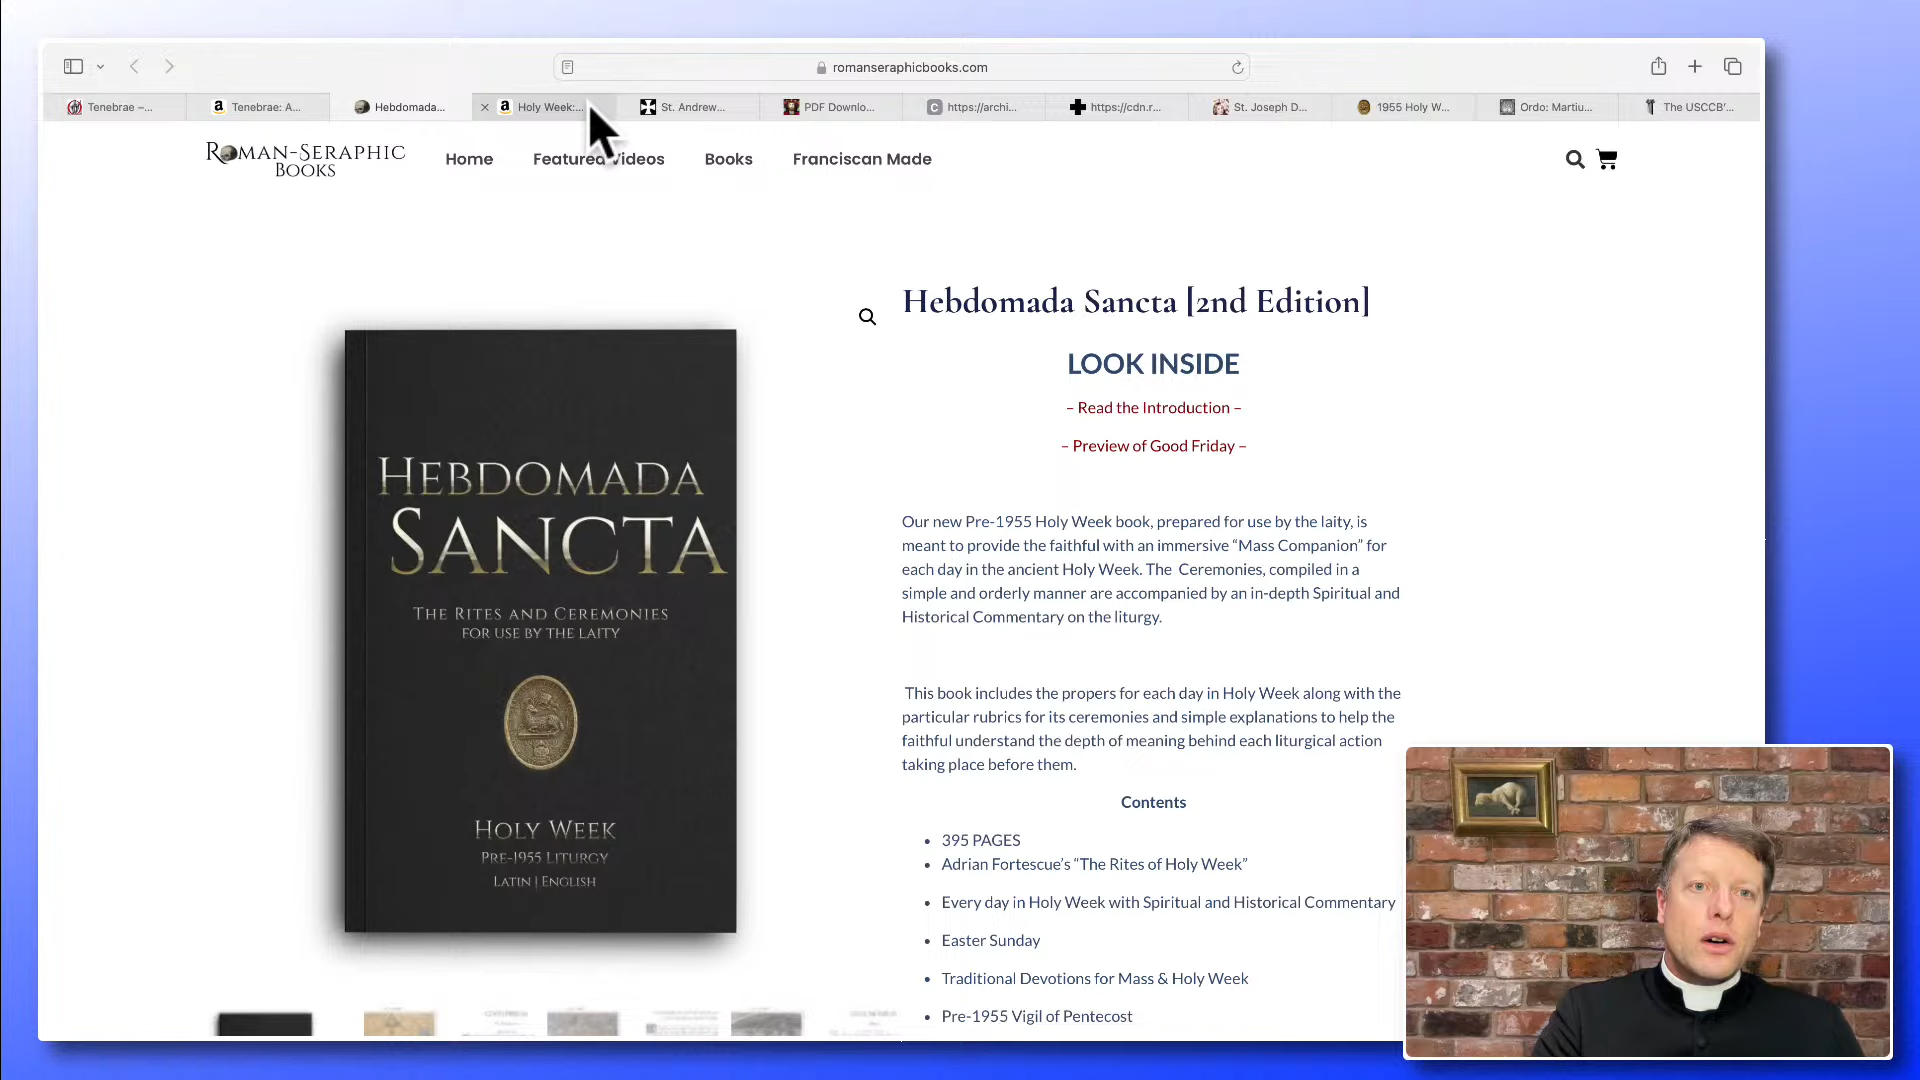 romanseraphicbooks.com
Tenebrae –...
Tenebrae: A...
Hebdomada...
Holy Week:...
St. Andrew...
PDF Downlo...
https://archi...
https://cdn.r...
St. Joseph D...
1955 Holy W...
Ordo: Martiu...
The USCCB'...
ROMAN-SERAPHIC
BOOKS
Home
Featured Videos
Books
Franciscan Made
Hebdomada Sancta [2nd Edition]
LOOK INSIDE
– Read the Introduction –
– Preview of Good Friday –
Our new Pre-1955 Holy Week book, prepared for use by the laity, is
meant to provide the faithful with an immersive “Mass Companion” for
each day in the ancient Holy Week. The Ceremonies, compiled in a
simple and orderly manner are accompanied by an in-depth Spiritual and
Historical Commentary on the liturgy.
This book includes the propers for each day in Holy Week along with the
particular rubrics for its ceremonies and simple explanations to help the
faithful understand the depth of meaning behind each liturgical action
taking place before them.
Contents
• 395 PAGES
• Adrian Fortescue’s “The Rites of Holy Week”
• Every day in Holy Week with Spiritual and Historical Commentary
• Easter Sunday
• Traditional Devotions for Mass & Holy Week
• Pre-1955 Vigil of Pentecost
HEBDOMADA
SANCTA
THE RITES AND CEREMONIES
FOR USE BY THE LAITY
HOLY WEEK
PRE-1955 LITURGY
LATIN | ENGLISH